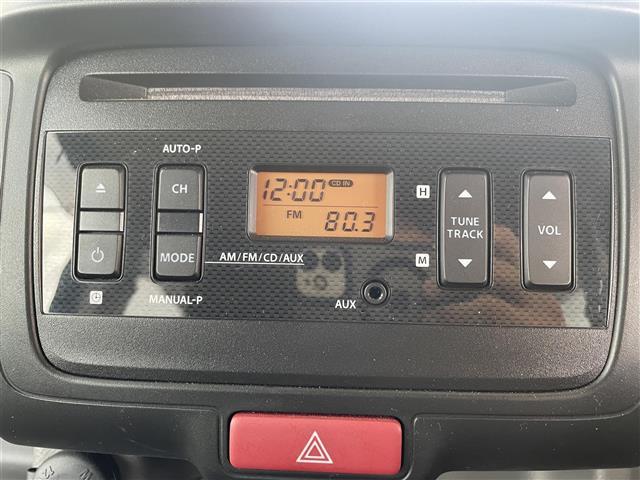 AUTO-P
CH
MODE
MANUAL-P
12:00 CD IN
FM 80.3
AM/FM/CD/AUX
AUX
H
M
TUNE
TRACK
VOL
12